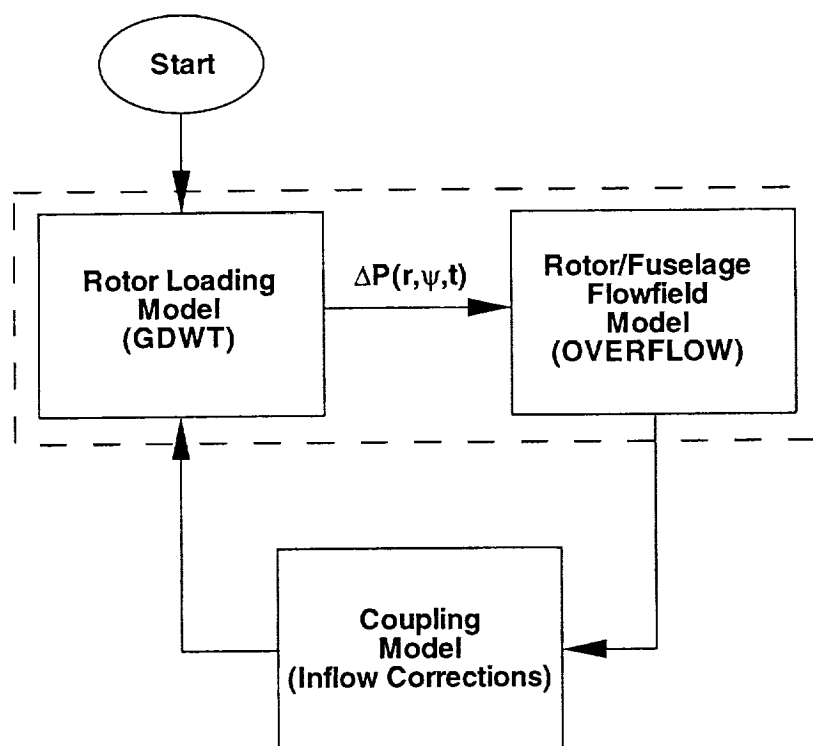 Start
Rotor Loading
Model
(GDWT)
ΔP(r,ψ,t)
Rotor/Fuselage
Flowfield
Model
(OVERFLOW)
Coupling
Model
(Inflow Corrections)